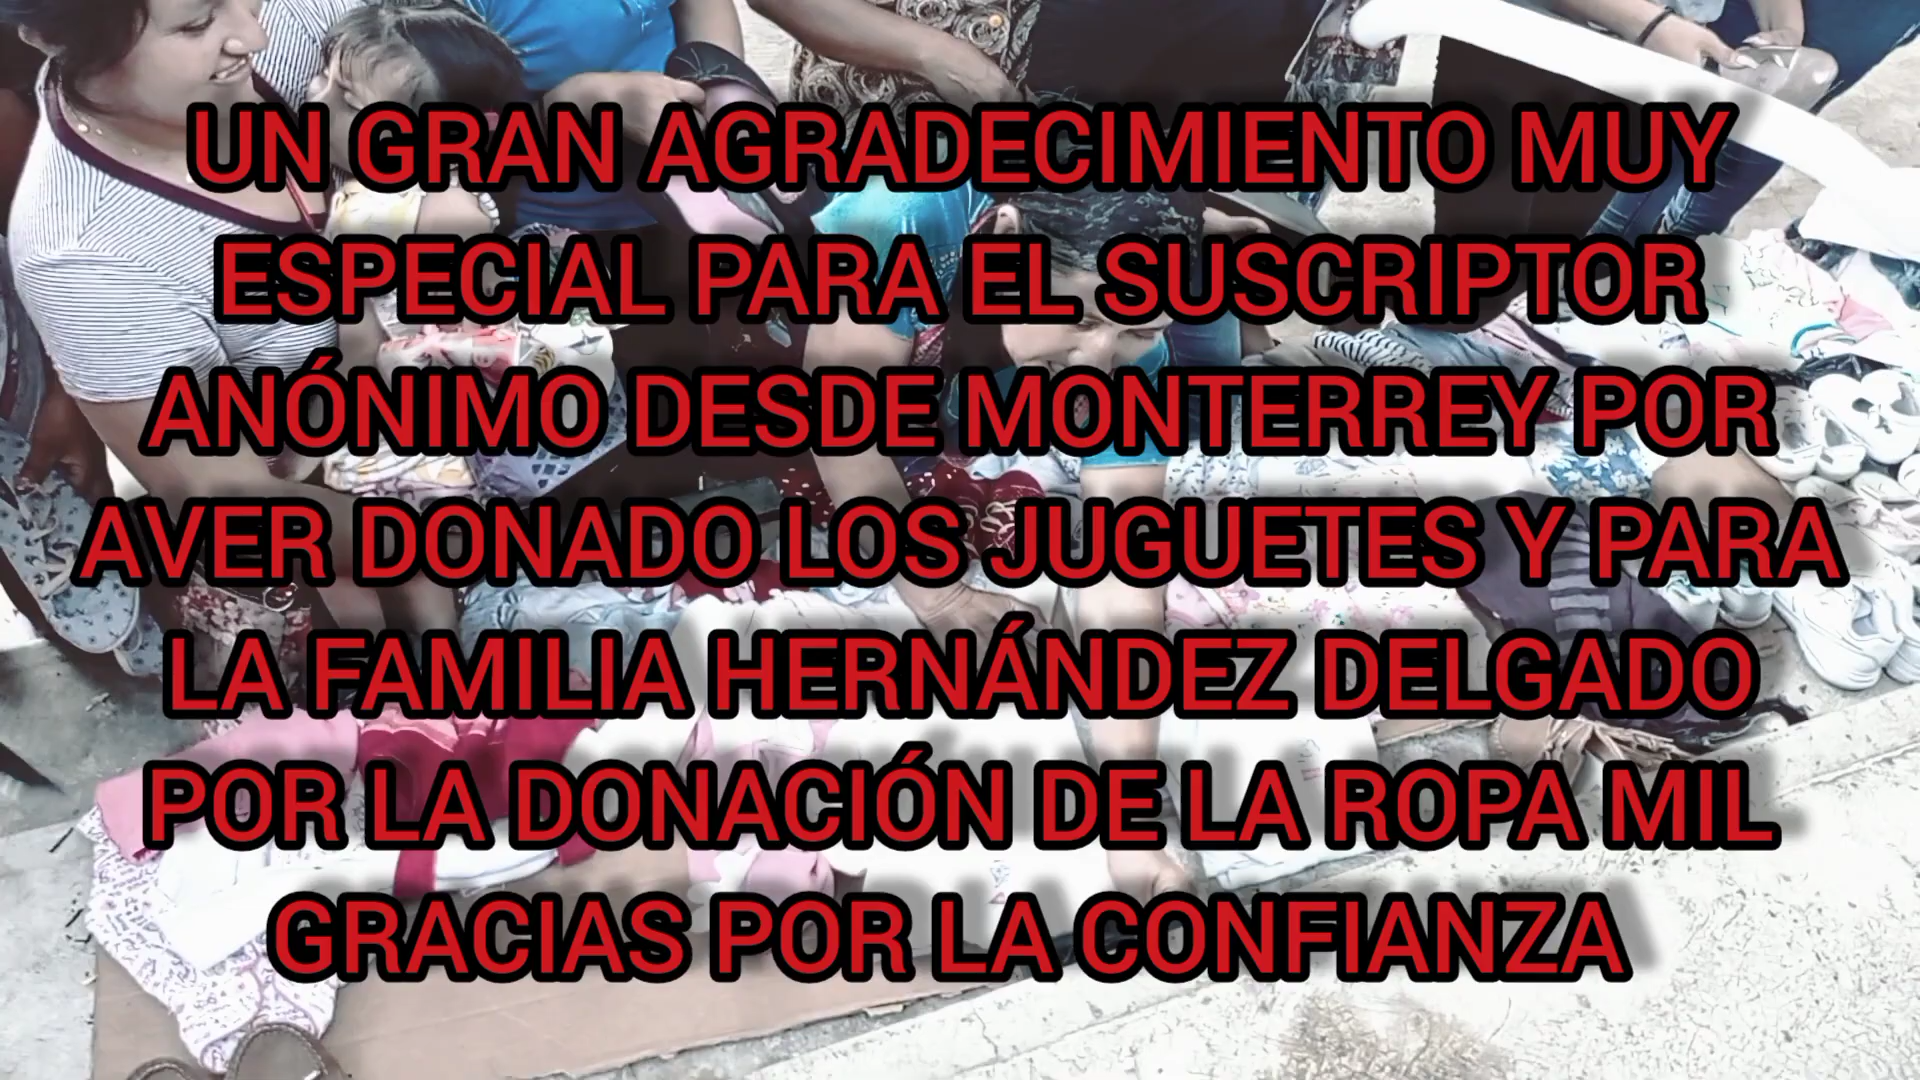 UN GRAN AGRADECIMIENTO MUY
ESPECIAL PARA EL SUSCRIPTOR
ANÓNIMO DESDE MONTERREY POR
AVER DONADO LOS JUGUETES Y PARA
LA FAMILIA HERNÁNDEZ DELGADO
POR LA DONACIÓN DE LA ROPA MIL
GRACIAS POR LA CONFIANZA